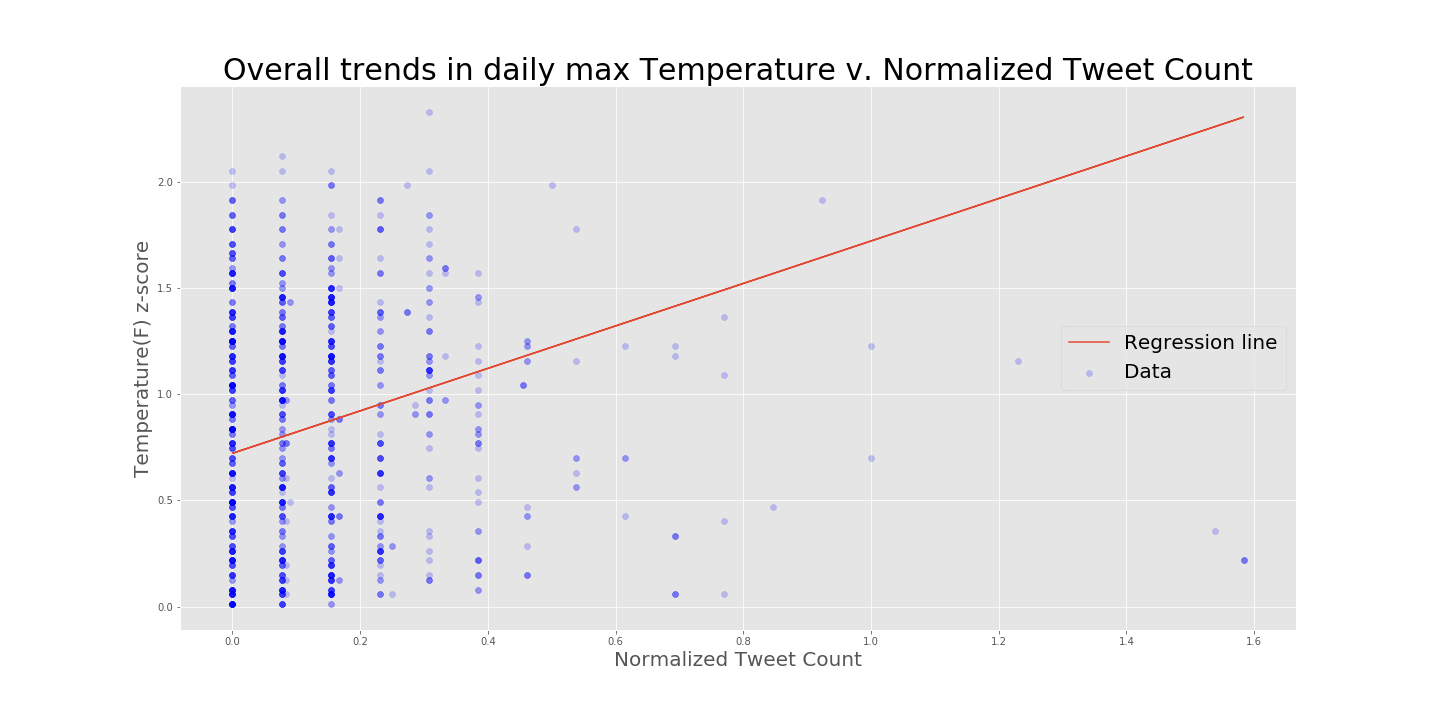 Overall trends in daily max Temperature v. Normalized Tweet Count
Temperature(F) z-score
2.0
1.5
1.0
0.5
0.0
Regression line
Data
0.0 0.2 0.4 0.6 0.8 1.0 1.2 1.4 1.6
Normalized Tweet Count